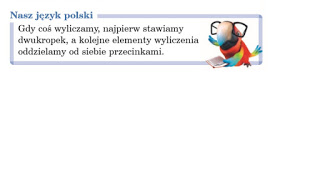 Nasz język polski
Gdy coś wyliczamy, najpierw stawiamy
dwukropek, a kolejne elementy wyliczenia
oddzielamy od siebie przecinkami.